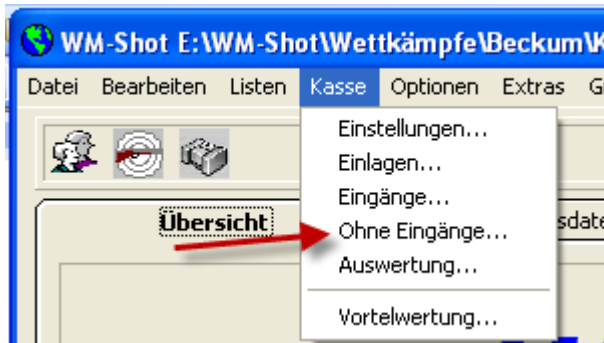 WM-Shot E:\WM-Shot\Wettkämpfe\Beckum\K
Datei Bearbeiten Listen Kasse Optionen Extras G
Einstellungen...
Einlagen...
Eingänge...
Übersicht
Ohne Eingänge...
sdate
Auswertung...
Vortelwertung...